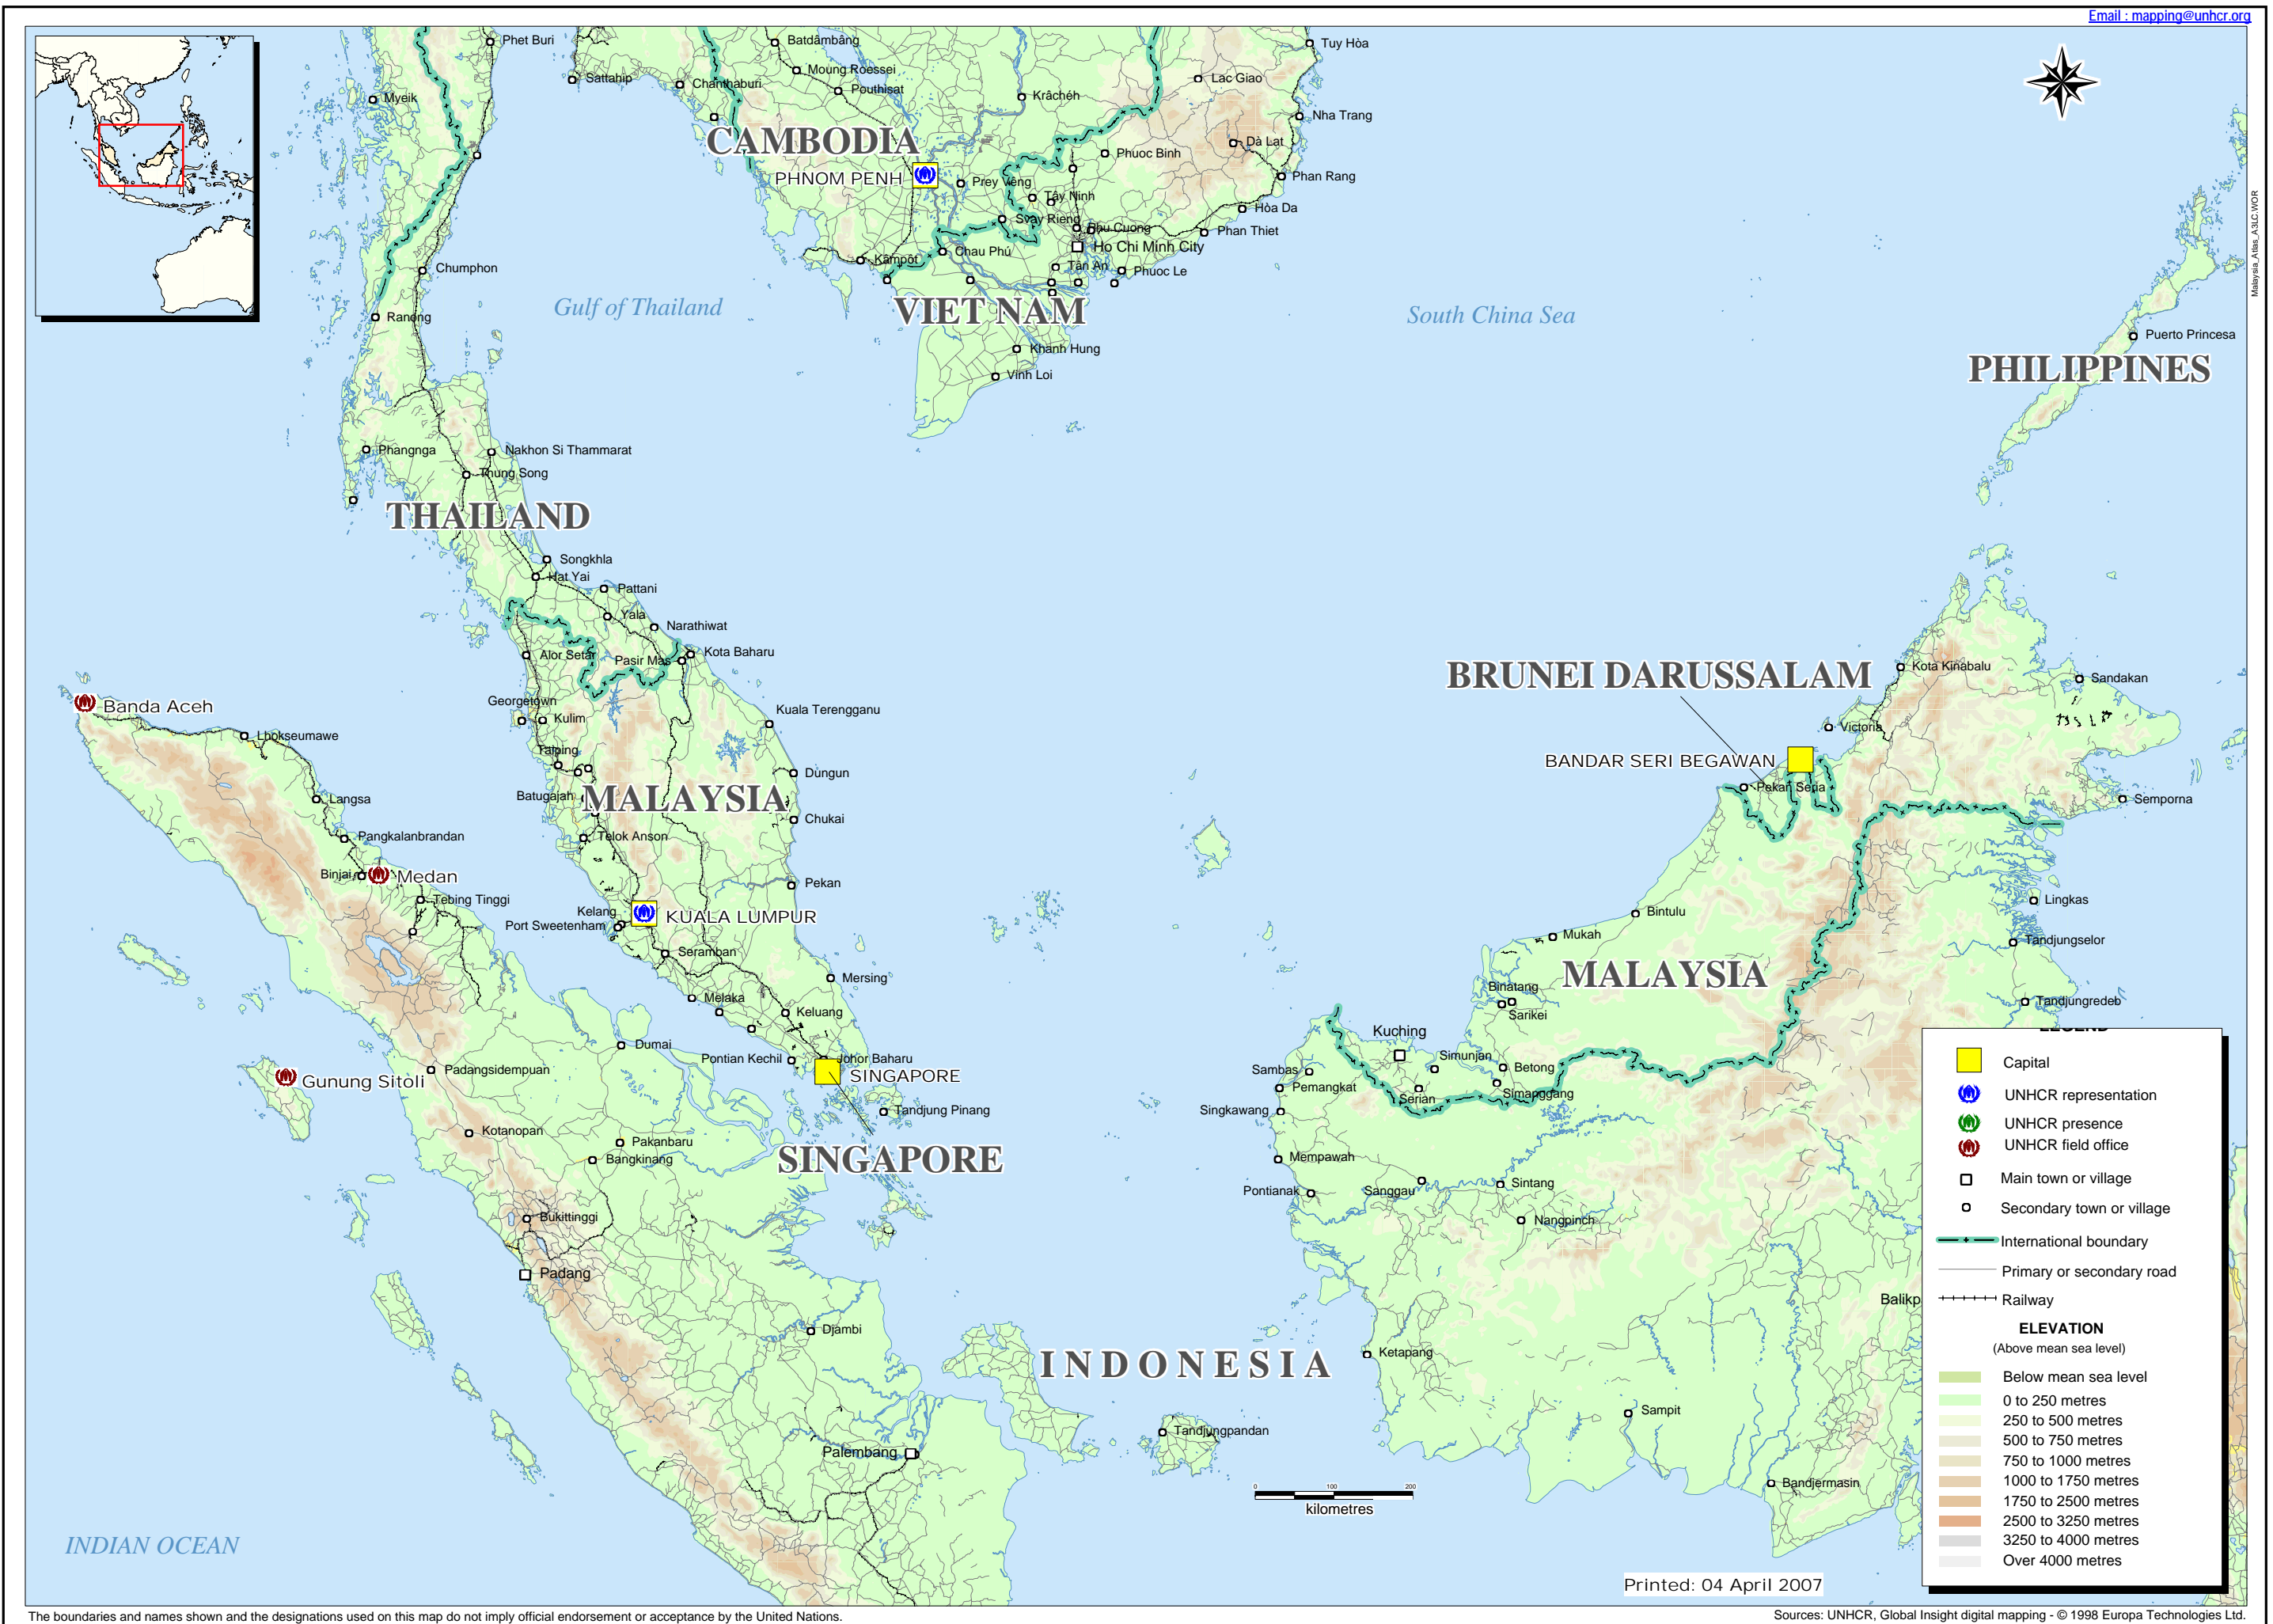 Email : mapping@unhcr.org
Malaysia_Atlas_A3LC.WOR
Phet Buri
Batdâmbâng
Tuy Hòa
Sattahip
Chanthaburi
Moung Roessei
Lac Giao
Myeik
Pouthisat
Krâchéh
Nha Trang
CAMBODIA
Dà Lat
Phuoc Binh
PHNOM PENH
Prey Vêng
Phan Rang
Tây Ninh
Hòa Da
Svay Rieng
Phu Cuong
Phan Thiet
Ho Chi Minh City
Kâmpôt
Chau Phú
Tân An
Phuoc Le
Chumphon
Gulf of Thailand
VIET NAM
South China Sea
Ranong
Puerto Princesa
Khanh Hung
PHILIPPINES
Vinh Loi
Phangnga
Nakhon Si Thammarat
Thung Song
THAILAND
Songkhla
Hat Yai
Pattani
Yala
Narathiwat
Alor Setar
Pasir Mas
Kota Baharu
Kota Kinabalu
BRUNEI DARUSSALAM
Sandakan
Banda Aceh
Georgetown
Kulim
Kuala Terengganu
Victoria
Lhokseumawe
Taiping
BANDAR SERI BEGAWAN
Dungun
Pekan Seria
Langsa
Batugajah
MALAYSIA
Semporna
Chukai
Pangkalanbrandan
Telok Anson
Binjai
Medan
Pekan
Tebing Tinggi
Lingkas
Kelang
KUALA LUMPUR
Bintulu
Port Sweetenham
Mukah
Tandjungselor
Seramban
MALAYSIA
Mersing
Binatang
Melaka
Tandjungredeb
Keluang
Sarikei
Kuching
Dumai
Pontian Kechil
Johor Baharu
Simunjan
Padangsidempuan
SINGAPORE
Sambas
Betong
Gunung Sitoli
Pemangkat
Serian
Simanggang
Tandjung Pinang
Singkawang
Kotanopan
Pakanbaru
SINGAPORE
Bangkinang
Mempawah
Pontianak
Sanggau
Sintang
Bukittinggi
Nangpinch
Padang
Balikp
Djambi
INDONESIA
Ketapang
Sampit
Tandjungpandan
Palembang
Bandjermasin
0 100 200
kilometres
INDIAN OCEAN
LEGEND
Capital
UNHCR representation
UNHCR presence
UNHCR field office
Main town or village
Secondary town or village
International boundary
Primary or secondary road
Railway
ELEVATION
(Above mean sea level)
Below mean sea level
0 to 250 metres
250 to 500 metres
500 to 750 metres
750 to 1000 metres
1000 to 1750 metres
1750 to 2500 metres
2500 to 3250 metres
3250 to 4000 metres
Over 4000 metres
Printed: 04 April 2007
The boundaries and names shown and the designations used on this map do not imply official endorsement or acceptance by the United Nations.
Sources: UNHCR, Global Insight digital mapping - © 1998 Europa Technologies Ltd.